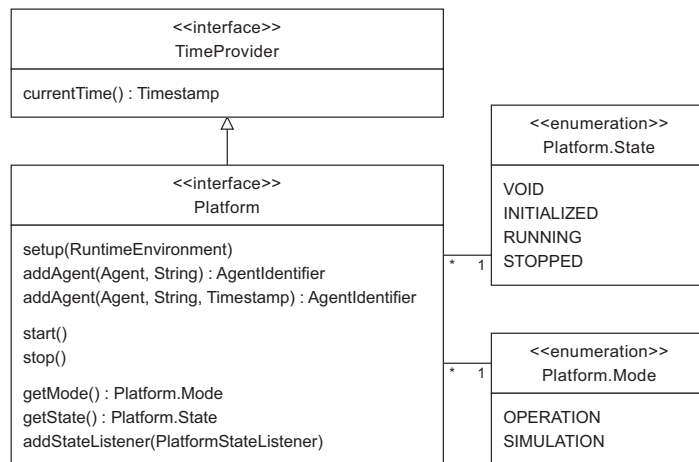 <<interface>>
TimeProvider
currentTime() : Timestamp
<<interface>>
Platform
setup(RuntimeEnvironment)
addAgent(Agent, String) : AgentIdentifier
addAgent(Agent, String, Timestamp) : AgentIdentifier
start()
stop()
getMode() : Platform.Mode
getState() : Platform.State
addStateListener(PlatformStateListener)
* 1
<<enumeration>>
Platform.State
VOID
INITIALIZED
RUNNING
STOPPED
* 1
<<enumeration>>
Platform.Mode
OPERATION
SIMULATION